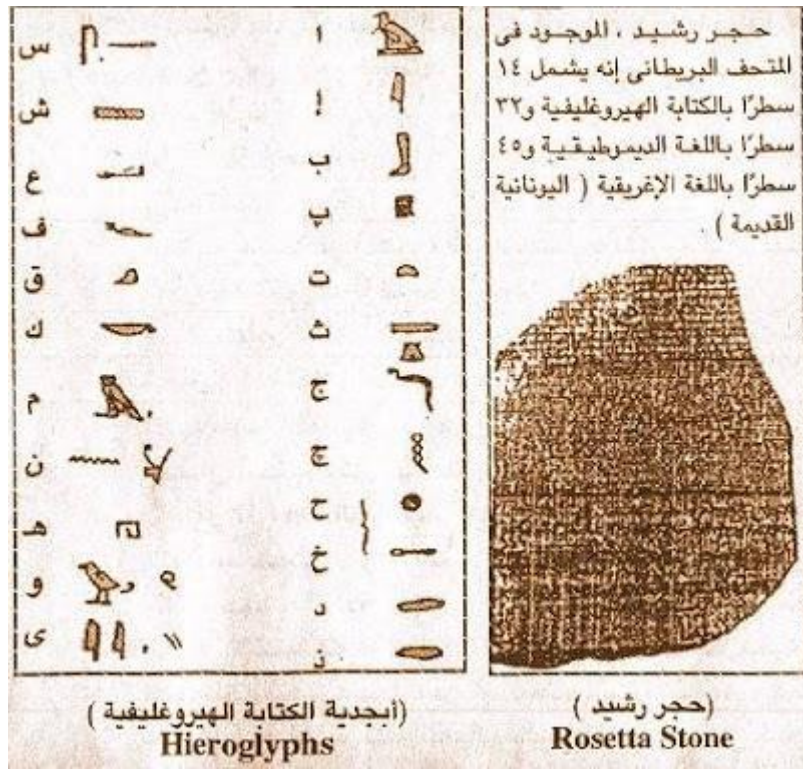 حجر رشيد ، الموجود فى
المتحف البريطانى إنه يشمل ١٤
سطرًا بالكتابة الهيروغليفية و٣٢
سطرًا باللغة الديموطيقية و٤٥
سطرًا باللغة الإغريقية ( اليونانية
القديمة ) .
(حجر رشيد )
Rosetta Stone
ا
إ
ب
پ
ت
ث
ج
چ
ح
خ
د
ذ
س
ش
ع
ف
ق
ك
م
ن
هـ
و
ى
(أبجدية الكتابة الهيروغليفية )
Hieroglyphs